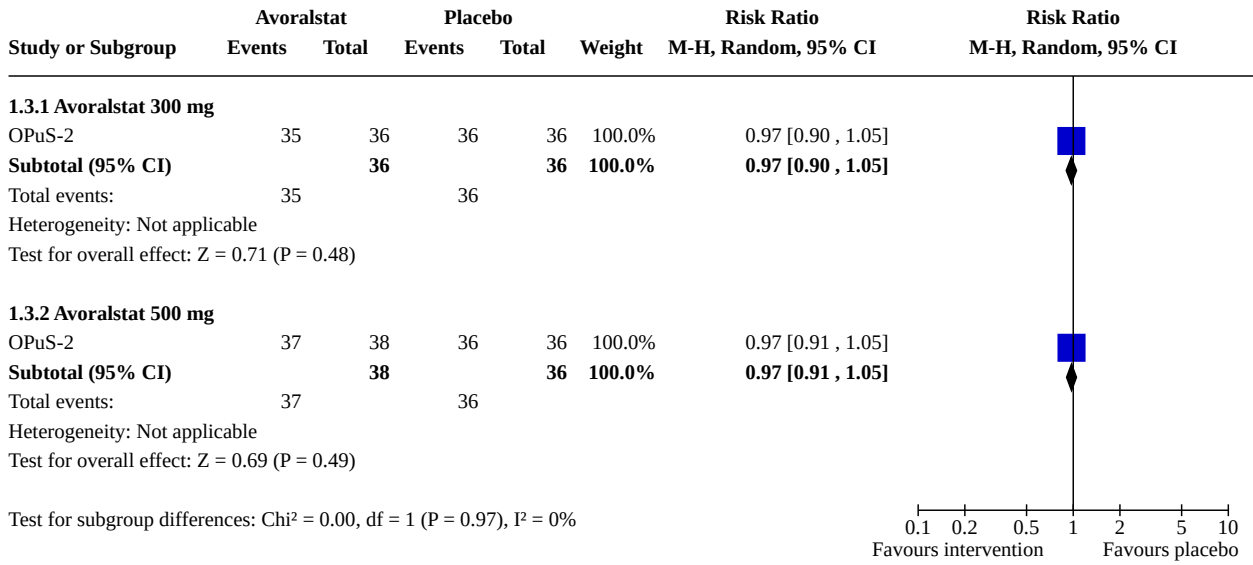 Avoralstat Placebo Risk Ratio Risk Ratio
Study or Subgroup Events Total Events Total Weight M-H, Random, 95% CI M-H, Random, 95% CI
1.3.1 Avoralstat 300 mg
OPuS-2 35 36 36 36 100.0% 0.97 [0.90 , 1.05]
Subtotal (95% CI) 36 36 100.0% 0.97 [0.90 , 1.05]
Total events: 35 36
Heterogeneity: Not applicable
Test for overall effect: Z = 0.71 (P = 0.48)
1.3.2 Avoralstat 500 mg
OPuS-2 37 38 36 36 100.0% 0.97 [0.91 , 1.05]
Subtotal (95% CI) 38 36 100.0% 0.97 [0.91 , 1.05]
Total events: 37 36
Heterogeneity: Not applicable
Test for overall effect: Z = 0.69 (P = 0.49)
Test for subgroup differences: Chi² = 0.00, df = 1 (P = 0.97), I² = 0%
0.1 0.2 0.5 1 2 5 10
Favours intervention Favours placebo